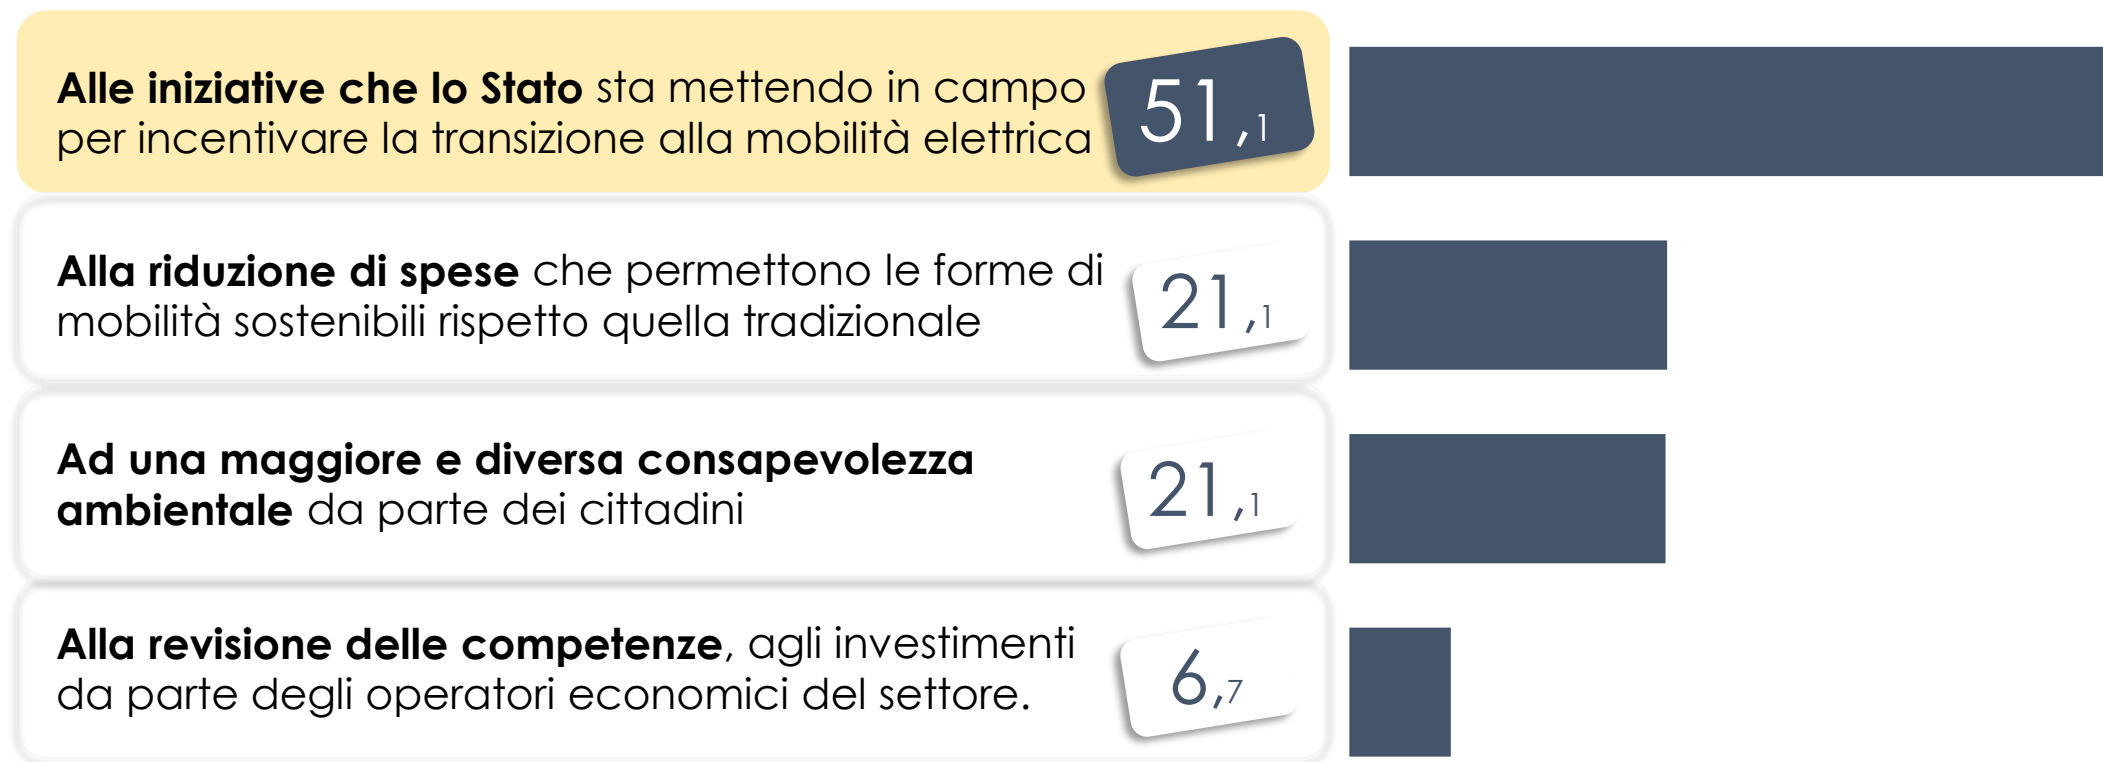 Alle iniziative che lo Stato sta mettendo in campo
per incentivare la transizione alla mobilità elettrica
51,1
Alla riduzione di spese che permettono le forme di
mobilità sostenibili rispetto quella tradizionale
21,1
Ad una maggiore e diversa consapevolezza
ambientale da parte dei cittadini
21,1
Alla revisione delle competenze, agli investimenti
da parte degli operatori economici del settore.
6,7